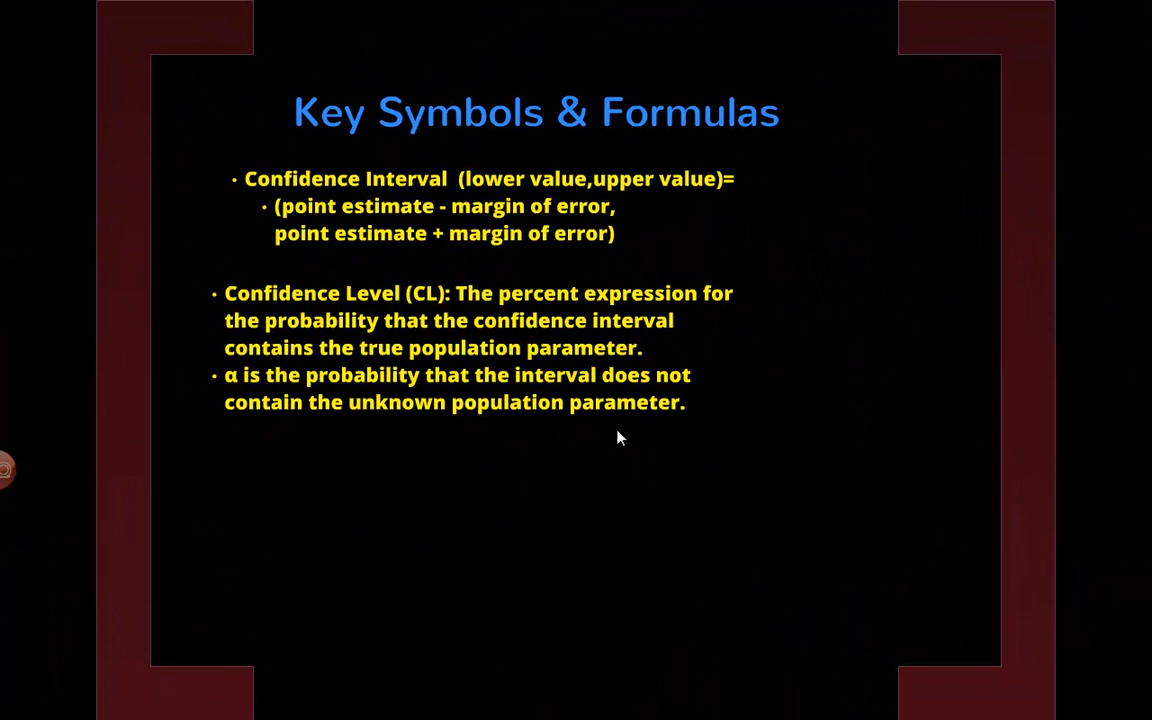 Key Symbols & Formulas
• Confidence Interval (lower value,upper value)=
• (point estimate - margin of error,
point estimate + margin of error)
• Confidence Level (CL): The percent expression for
the probability that the confidence interval
contains the true population parameter.
• α is the probability that the interval does not
contain the unknown population parameter.